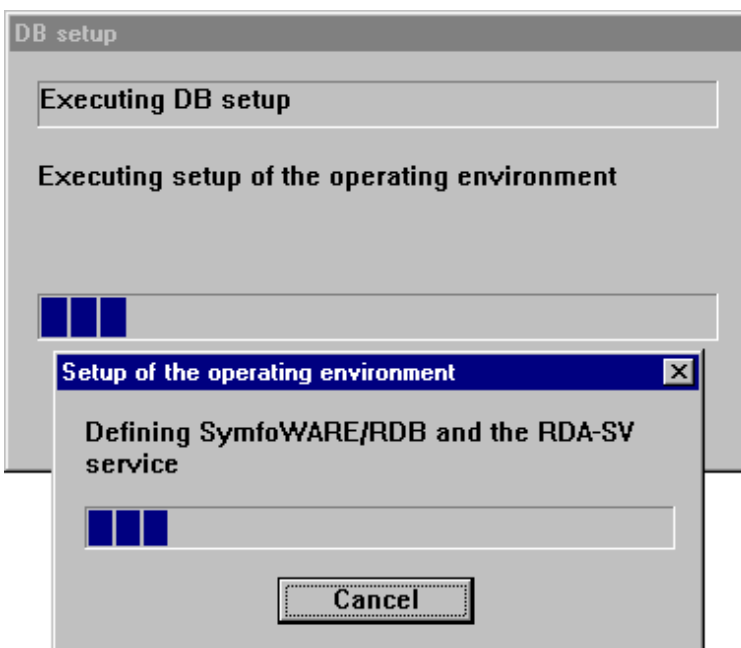 DB setup
Executing DB setup
Executing setup of the operating environment
Setup of the operating environment
Defining SymfoWARE/RDB and the RDA-SV
service
Cancel